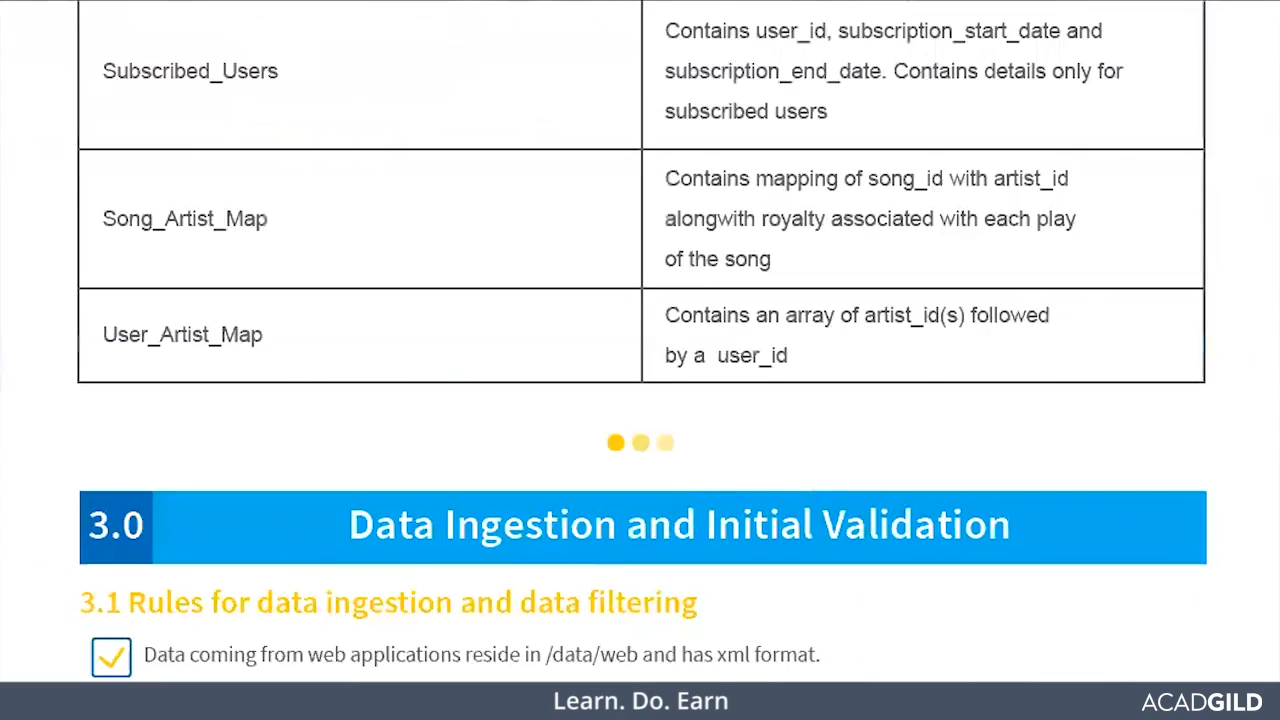 Subscribed_Users
Contains user_id, subscription_start_date and
subscription_end_date. Contains details only for
subscribed users
Song_Artist_Map
Contains mapping of song_id with artist_id
alongwith royalty associated with each play
of the song
User_Artist_Map
Contains an array of artist_id(s) followed
by a user_id
3.0 Data Ingestion and Initial Validation
3.1 Rules for data ingestion and data filtering
Data coming from web applications reside in /data/web and has xml format.
Learn. Do. Earn
ACADGILD